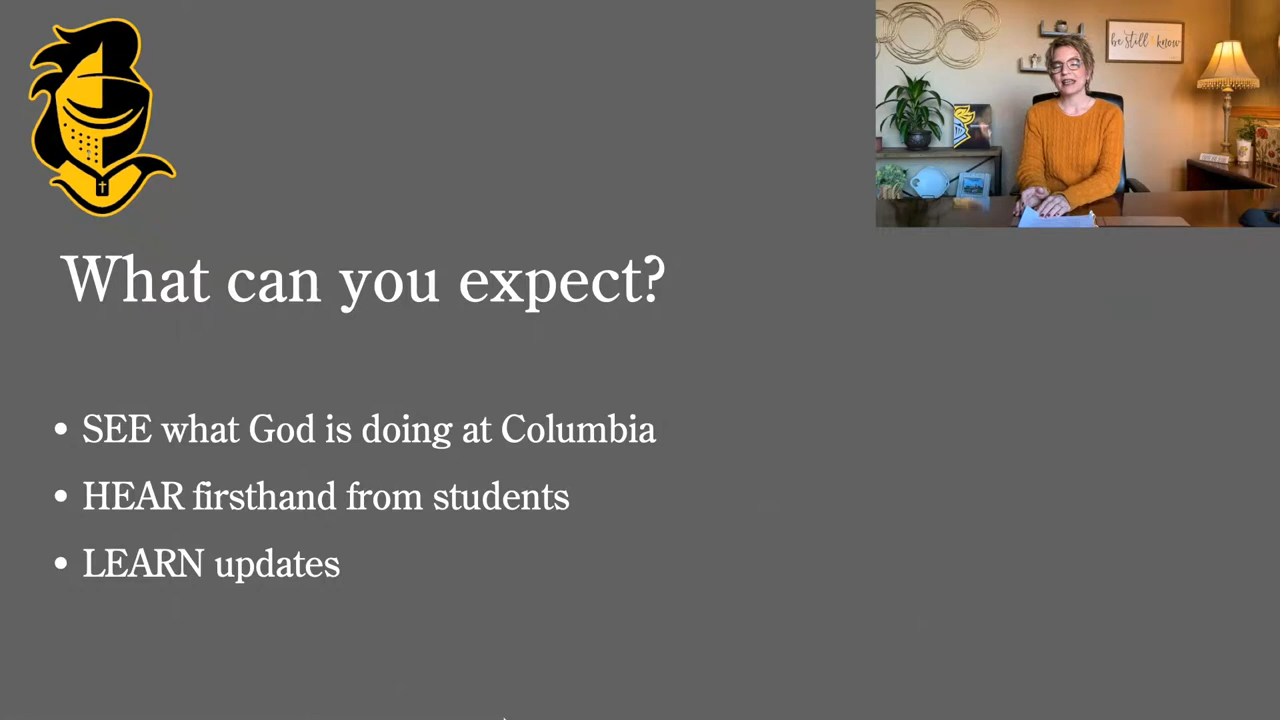 be still & know
What can you expect?
• SEE what God is doing at Columbia
• HEAR firsthand from students
• LEARN updates